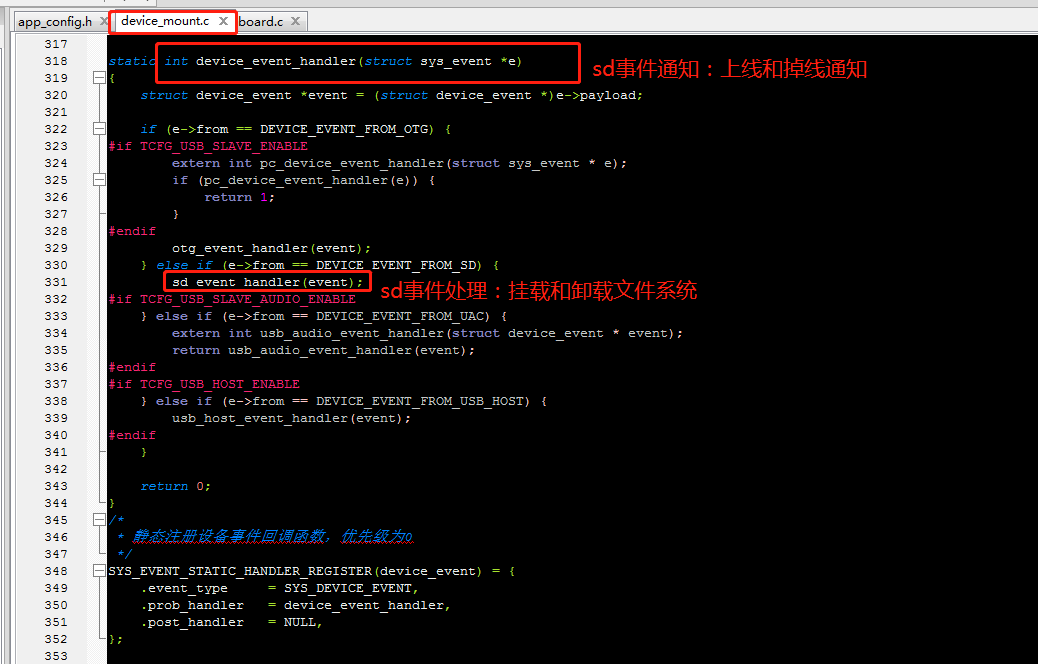 app_config.h
device_mount.c
board.c
317
318 static int device_event_handler(struct sys_event *e)
sd事件通知：上线和掉线通知
319 {
320 struct device_event *event = (struct device_event *)e->payload;
321
322 if (e->from == DEVICE_EVENT_FROM_OTG) {
323 #if TCFG_USB_SLAVE_ENABLE
324 extern int pc_device_event_handler(struct sys_event * e);
325 if (pc_device_event_handler(e)) {
326 return 1;
327 }
328 #endif
329 otg_event_handler(event);
330 } else if (e->from == DEVICE_EVENT_FROM_SD) {
331 sd_event_handler(event);
sd事件处理：挂载和卸载文件系统
332 #if TCFG_USB_SLAVE_AUDIO_ENABLE
333 } else if (e->from == DEVICE_EVENT_FROM_UAC) {
334 extern int usb_audio_event_handler(struct device_event * event);
335 return usb_audio_event_handler(event);
336 #endif
337 #if TCFG_USB_HOST_ENABLE
338 } else if (e->from == DEVICE_EVENT_FROM_USB_HOST) {
339 usb_host_event_handler(event);
340 #endif
341 }
342
343 return 0;
344 }
345 /*
346 * 静态注册设备事件回调函数，优先级为0
347 */
348 SYS_EVENT_STATIC_HANDLER_REGISTER(device_event) = {
349 .event_type = SYS_DEVICE_EVENT,
350 .prob_handler = device_event_handler,
351 .post_handler = NULL,
352 };
353